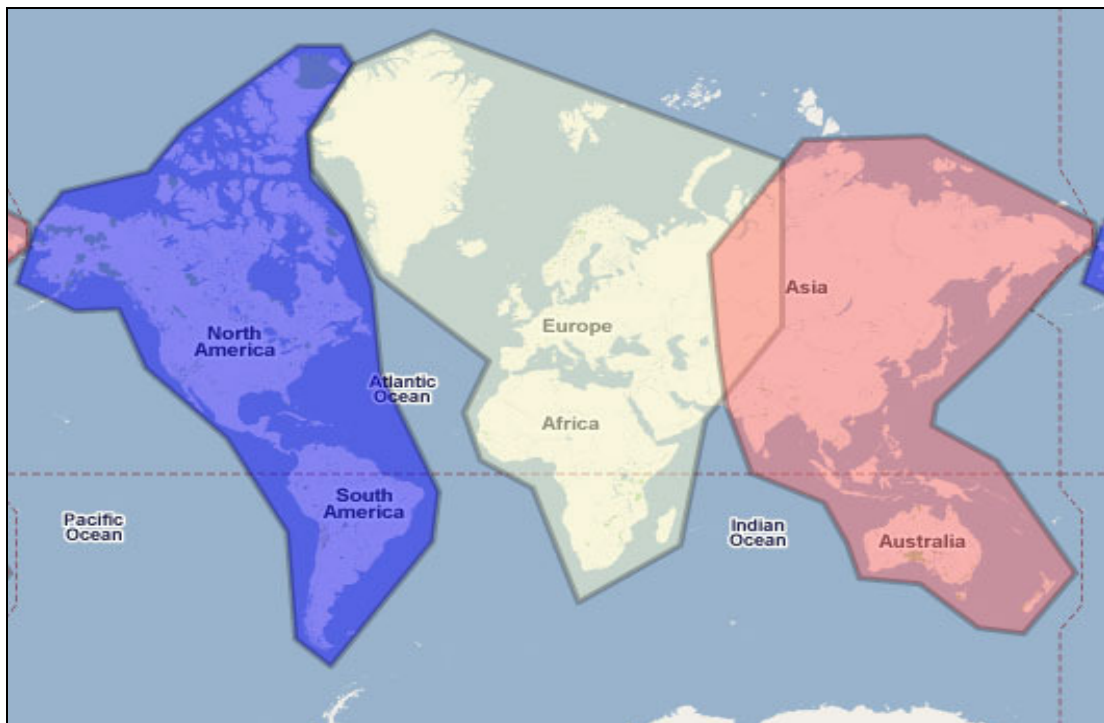 Asia
Europe
North
America
Atlantic
Ocean
Africa
South
America
Pacific
Ocean
Indian
Ocean
Australia